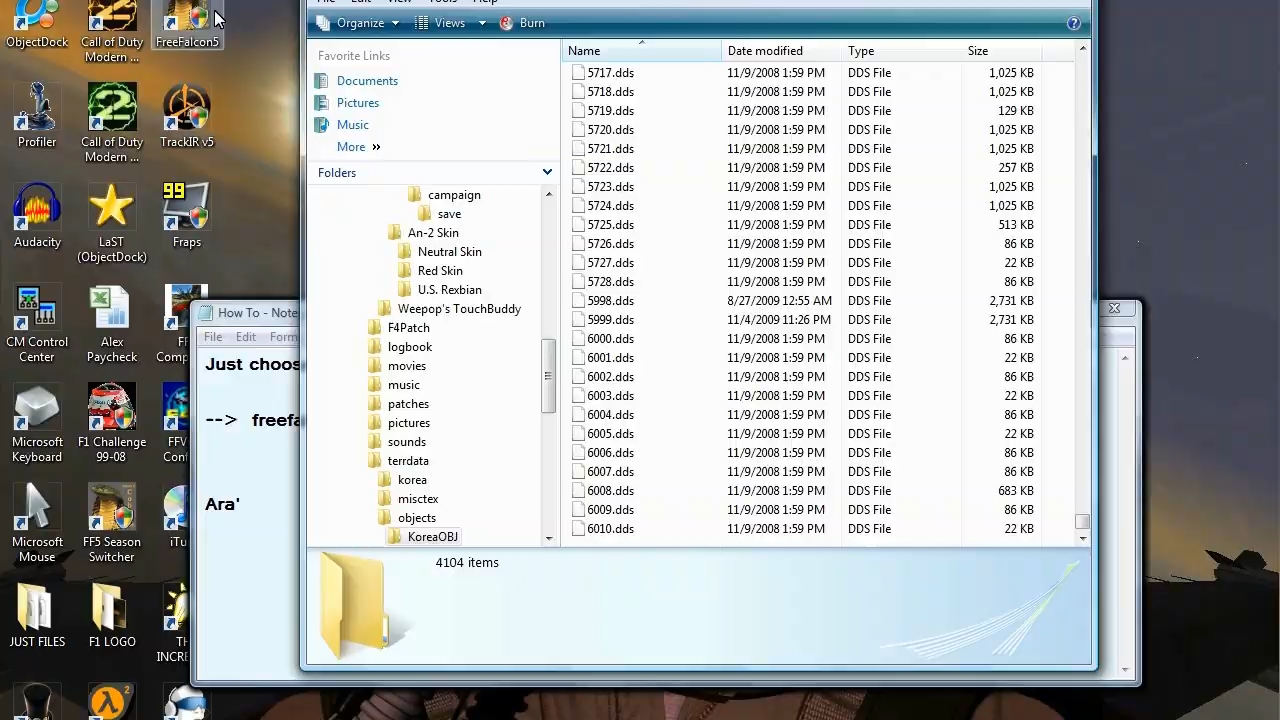 ObjectDock
Call of Duty
Modern ...
FreeFalcon5
Profiler
Call of Duty
Modern ...
TrackIR v5
99
Audacity
LaST
(ObjectDock)
Fraps
CM Control
Center
Alex
Paycheck
Microsoft
Keyboard
F1 Challenge
99-08
Microsoft
Mouse
FF5 Season
Switcher
JUST FILES
F1 LOGO
Organize
Views
Burn
Favorite Links
Documents
Pictures
Music
More »
Folders
campaign
save
An-2 Skin
Neutral Skin
Red Skin
U.S. Rexbian
Weepop's TouchBuddy
F4Patch
logbook
movies
music
patches
pictures
sounds
terrdata
korea
misctex
objects
KoreaOBJ
Name Date modified Type Size
5717.dds 11/9/2008 1:59 PM DDS File 1,025 KB
5718.dds 11/9/2008 1:59 PM DDS File 1,025 KB
5719.dds 11/9/2008 1:59 PM DDS File 129 KB
5720.dds 11/9/2008 1:59 PM DDS File 1,025 KB
5721.dds 11/9/2008 1:59 PM DDS File 1,025 KB
5722.dds 11/9/2008 1:59 PM DDS File 257 KB
5723.dds 11/9/2008 1:59 PM DDS File 1,025 KB
5724.dds 11/9/2008 1:59 PM DDS File 1,025 KB
5725.dds 11/9/2008 1:59 PM DDS File 513 KB
5726.dds 11/9/2008 1:59 PM DDS File 86 KB
5727.dds 11/9/2008 1:59 PM DDS File 22 KB
5728.dds 11/9/2008 1:59 PM DDS File 86 KB
5998.dds 8/27/2009 12:55 AM DDS File 2,731 KB
5999.dds 11/4/2009 11:26 PM DDS File 2,731 KB
6000.dds 11/9/2008 1:59 PM DDS File 86 KB
6001.dds 11/9/2008 1:59 PM DDS File 22 KB
6002.dds 11/9/2008 1:59 PM DDS File 86 KB
6003.dds 11/9/2008 1:59 PM DDS File 22 KB
6004.dds 11/9/2008 1:59 PM DDS File 86 KB
6005.dds 11/9/2008 1:59 PM DDS File 22 KB
6006.dds 11/9/2008 1:59 PM DDS File 86 KB
6007.dds 11/9/2008 1:59 PM DDS File 86 KB
6008.dds 11/9/2008 1:59 PM DDS File 683 KB
6009.dds 11/9/2008 1:59 PM DDS File 86 KB
6010.dds 11/9/2008 1:59 PM DDS File 22 KB
4104 items
How To - Note
File Edit Form
Just choos
--> freefa
Ara'